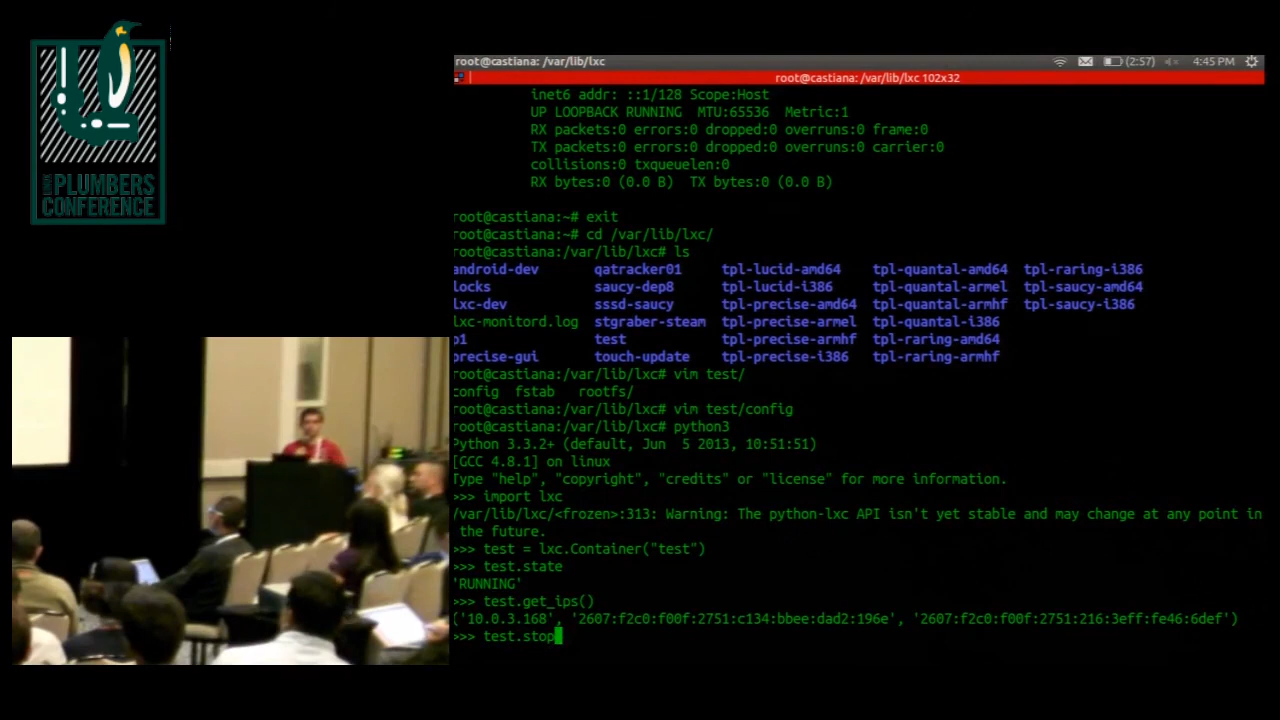 LINUX PLUMBERS
CONFERENCE
root@castiana: /var/lib/lxc
(2:57)
4:45 PM
root@castiana: /var/lib/lxc 102x32
inet6 addr: ::1/128 Scope:Host
UP LOOPBACK RUNNING  MTU:65536  Metric:1
RX packets:0 errors:0 dropped:0 overruns:0 frame:0
TX packets:0 errors:0 dropped:0 overruns:0 carrier:0
collisions:0 txqueuelen:0
RX bytes:0 (0.0 B)  TX bytes:0 (0.0 B)
root@castiana:~# exit
root@castiana:~# cd /var/lib/lxc/
root@castiana:/var/lib/lxc# ls
android-dev qatracker01 tpl-lucid-amd64 tpl-quantal-amd64 tpl-raring-i386
locks saucy-dep8 tpl-lucid-i386 tpl-quantal-armel tpl-saucy-amd64
lxc-dev sssd-saucy tpl-precise-amd64 tpl-quantal-armhf tpl-saucy-i386
lxc-monitord.log stgraber-steam tpl-precise-armel tpl-quantal-i386
p1 test tpl-precise-armhf tpl-raring-amd64
precise-gui touch-update tpl-precise-i386 tpl-raring-armhf
root@castiana:/var/lib/lxc# vim test/
config fstab rootfs/
root@castiana:/var/lib/lxc# vim test/config
root@castiana:/var/lib/lxc# python3
Python 3.3.2+ (default, Jun  5 2013, 10:51:51)
[GCC 4.8.1] on linux
Type "help", "copyright", "credits" or "license" for more information.
>>> import lxc
/var/lib/lxc/<frozen>:313: Warning: The python-lxc API isn't yet stable and may change at any point in
the future.
>>> test = lxc.Container("test")
>>> test.state
'RUNNING'
>>> test.get_ips()
('10.0.3.168', '2607:f2c0:f00f:2751:c134:bbee:dad2:196e', '2607:f2c0:f00f:2751:216:3eff:fe46:6def')
>>> test.stop